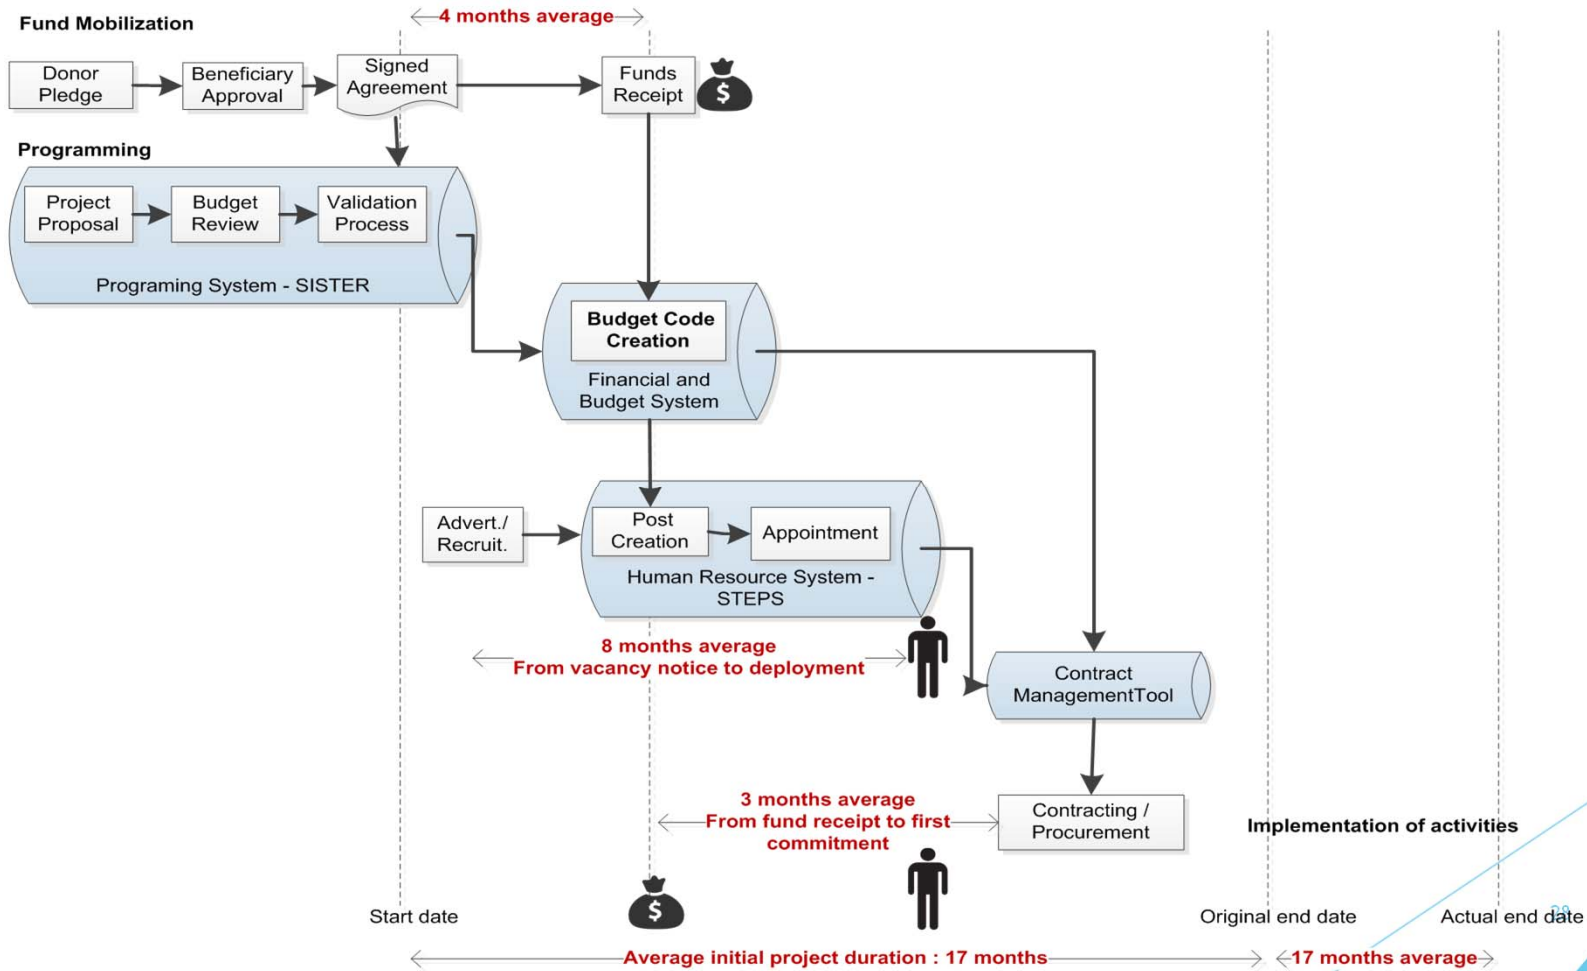 4 months average
Fund Mobilization
Donor
Pledge
Beneficiary
Approval
Signed
Agreement
Funds
Receipt
$
Programming
Project
Proposal
Budget
Review
Validation
Process
Programing System - SISTER
Budget Code
Creation
Financial and
Budget System
Advert./
Recruit.
Post
Creation
Appointment
Human Resource System -
STEPS
8 months average
From vacancy notice to deployment
Contract
ManagementTool
3 months average
From fund receipt to first
commitment
Contracting /
Procurement
Implementation of activities
$
Start date
Original end date
Actual end date
Average initial project duration : 17 months
17 months average